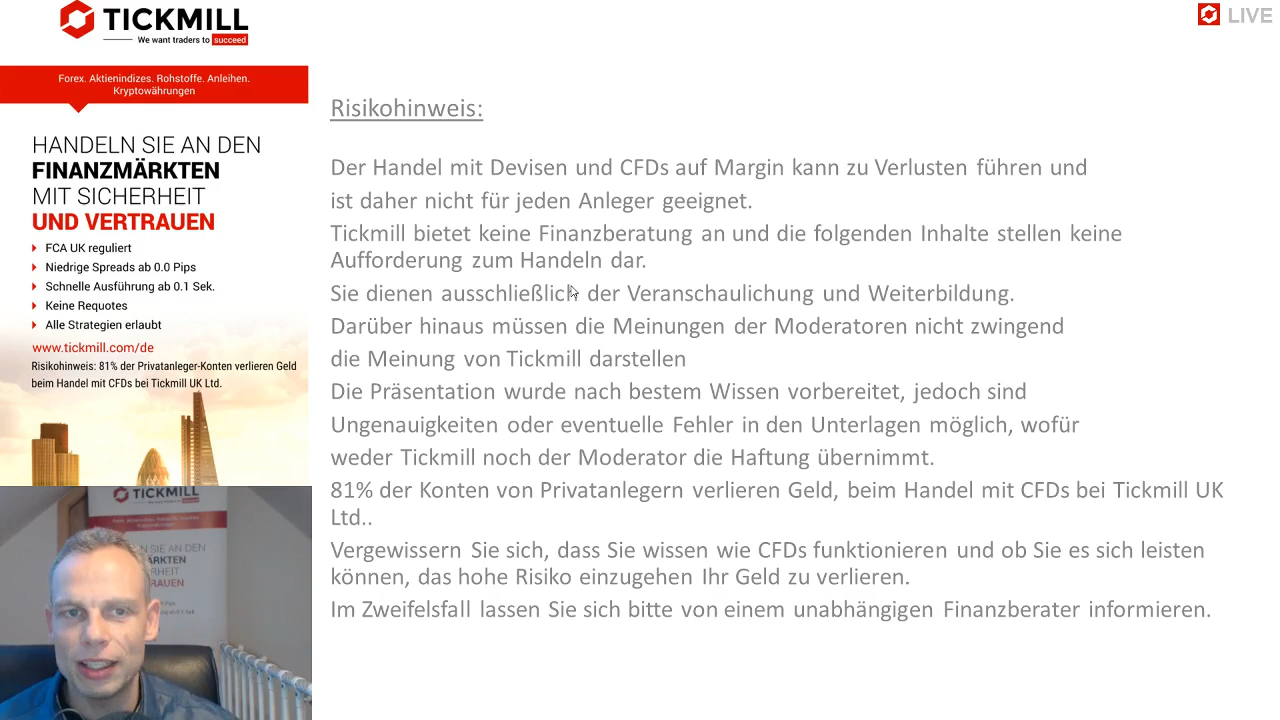 TICKMILL
We want traders to succeed
Forex. Aktienindizes. Rohstoffe. Anleihen.
Kryptowährungen
HANDELN SIE AN DEN
FINANZMÄRKTEN
MIT SICHERHEIT
UND VERTRAUEN
FCA UK reguliert
Niedrige Spreads ab 0.0 Pips
Schnelle Ausführung ab 0.1 Sek.
Keine Requotes
Alle Strategien erlaubt
www.tickmill.com/de
Risikohinweis: 81% der Privatanleger-Konten verlieren Geld
beim Handel mit CFDs bei Tickmill UK Ltd.
TICKMILL
LIVE
Risikohinweis:
Der Handel mit Devisen und CFDs auf Margin kann zu Verlusten führen und
ist daher nicht für jeden Anleger geeignet.
Tickmill bietet keine Finanzberatung an und die folgenden Inhalte stellen keine
Aufforderung zum Handeln dar.
Sie dienen ausschließlich der Veranschaulichung und Weiterbildung.
Darüber hinaus müssen die Meinungen der Moderatoren nicht zwingend
die Meinung von Tickmill darstellen
Die Präsentation wurde nach bestem Wissen vorbereitet, jedoch sind
Ungenauigkeiten oder eventuelle Fehler in den Unterlagen möglich, wofür
weder Tickmill noch der Moderator die Haftung übernimmt.
81% der Konten von Privatanlegern verlieren Geld, beim Handel mit CFDs bei Tickmill UK
Ltd..
Vergewissern Sie sich, dass Sie wissen wie CFDs funktionieren und ob Sie es sich leisten
können, das hohe Risiko einzugehen Ihr Geld zu verlieren.
Im Zweifelsfall lassen Sie sich bitte von einem unabhängigen Finanzberater informieren.